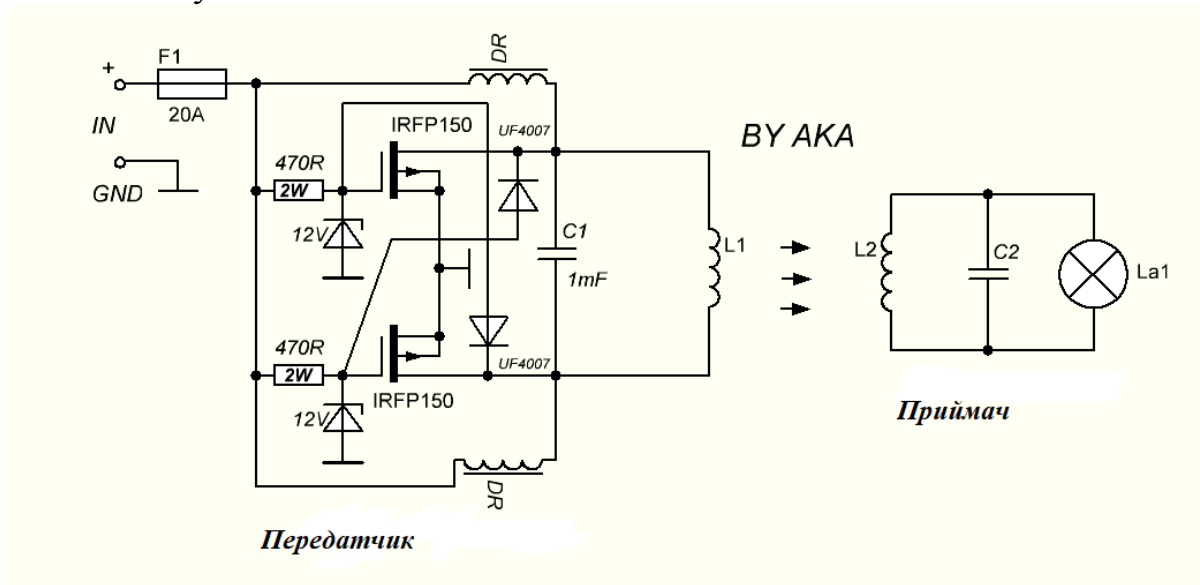 DR
F1
+
20A
IN
IRFP150
UF4007
BY AKA
470R
2W
GND
12V
C1
1mF
L1
L2
C2
La1
470R
2W
UF4007
IRFP150
12V
Приймач
DR
Передатчик